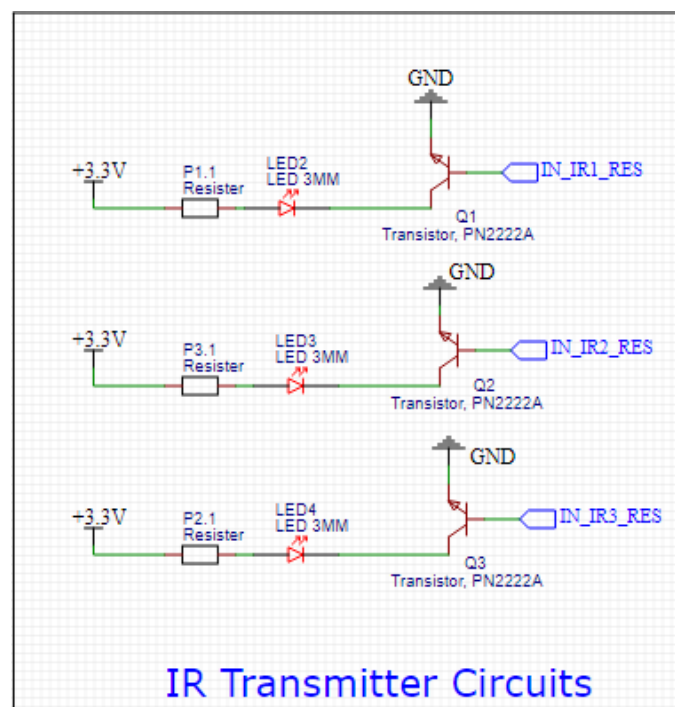 GND
+3.3V
P1.1
Resister
LED2
LED 3MM
IN_IR1_RES
Q1
Transistor, PN2222A
GND
+3.3V
P3.1
Resister
LED3
LED 3MM
IN_IR2_RES
Q2
Transistor, PN2222A
GND
+3.3V
P2.1
Resister
LED4
LED 3MM
IN_IR3_RES
Q3
Transistor, PN2222A
IR Transmitter Circuits